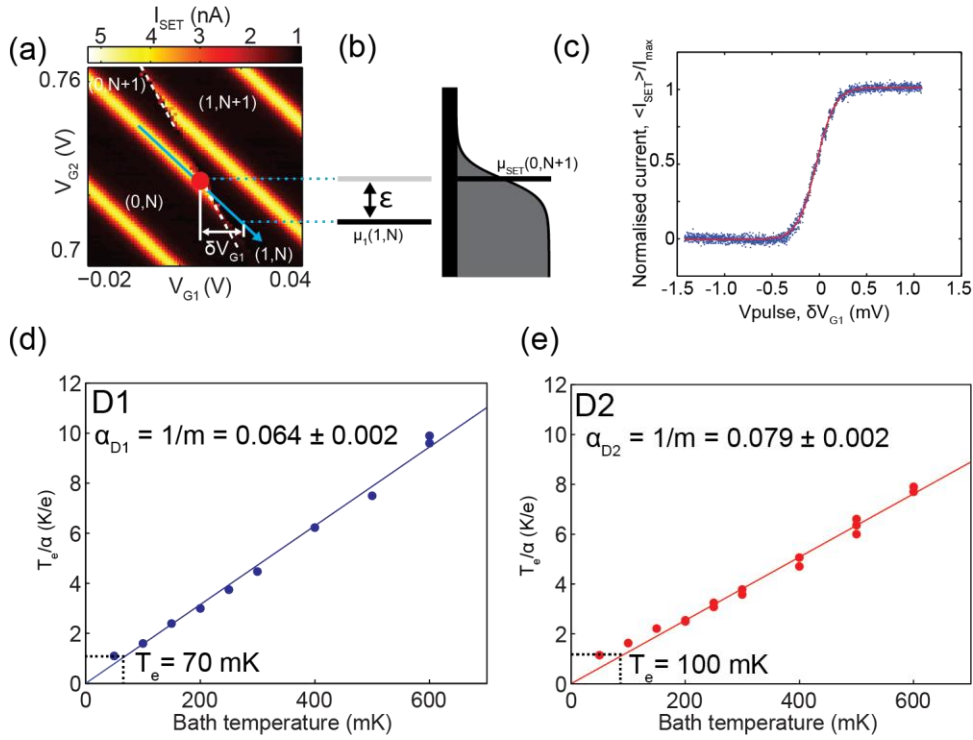 (a)
I_SET (nA)
5 4 3 2 1
0.76
0.7
V_G2 (V)
(0,N+1)
(1,N+1)
(0,N)
(1,N)
δV_G1
−0.02
0.04
V_G1 (V)
(b)
μ_SET(0,N+1)
ε
μ_1(1,N)
(c)
Normalised current, <I_SET>/I_max
1
0.5
0
-1.5 -1.0 -0.5 0 0.5 1.0 1.5
Vpulse, δV_G1 (mV)
(d)
D1
α_D1 = 1/m = 0.064 ± 0.002
T_e/α (K/e)
12
10
8
6
4
2
0
T_e = 70 mK
0 200 400 600
Bath temperature (mK)
(e)
D2
α_D2 = 1/m = 0.079 ± 0.002
T_e/α (K/e)
12
10
8
6
4
2
0
T_e = 100 mK
0 200 400 600
Bath temperature (mK)